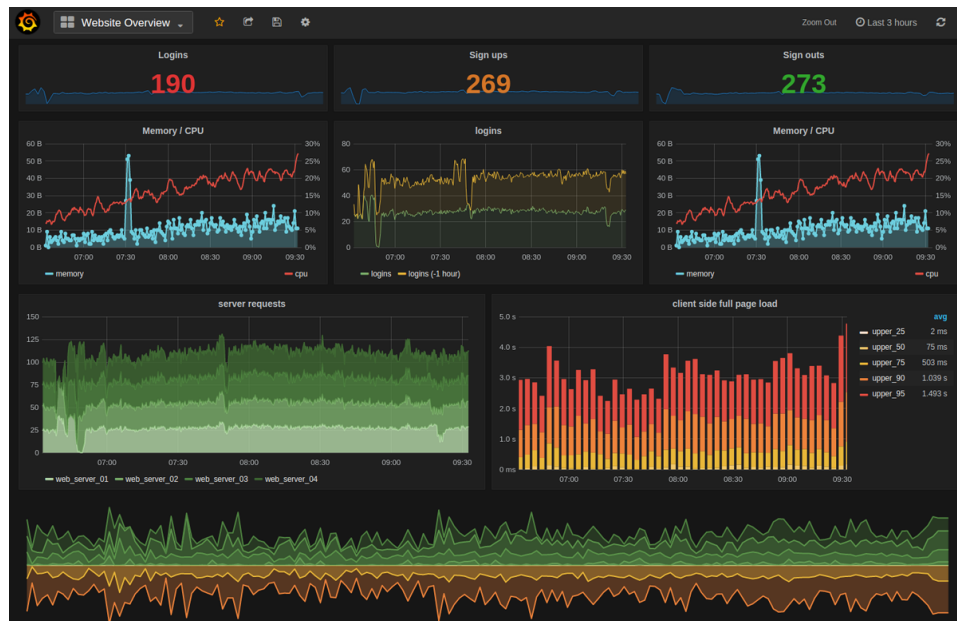 Website Overview
Zoom Out Last 3 hours
Logins
190
Sign ups
269
Sign outs
273
Memory / CPU
60 B
50 B
40 B
30 B
20 B
10 B
0 B
30%
25%
20%
15%
10%
5%
0%
07:00 07:30 08:00 08:30 09:00 09:30
memory cpu
logins
80
60
40
20
0
07:00 07:30 08:00 08:30 09:00 09:30
logins logins (-1 hour)
Memory / CPU
60 B
50 B
40 B
30 B
20 B
10 B
0 B
30%
25%
20%
15%
10%
5%
0%
07:00 07:30 08:00 08:30 09:00 09:30
memory cpu
server requests
150
125
100
75
50
25
0
07:00 07:30 08:00 08:30 09:00 09:30
web_server_01 web_server_02 web_server_03 web_server_04
client side full page load
5.0 s
4.0 s
3.0 s
2.0 s
1.0 s
0 ms
07:00 07:30 08:00 08:30 09:00 09:30
avg
upper_25 2 ms
upper_50 75 ms
upper_75 503 ms
upper_90 1.039 s
upper_95 1.493 s